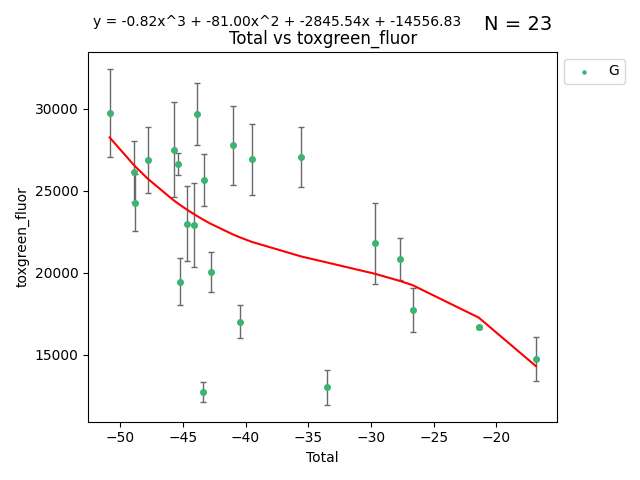 y = -0.82x^3 + -81.00x^2 + -2845.54x + -14556.83
N = 23
Total vs toxgreen_fluor
G
30000
25000
20000
15000
toxgreen_fluor
−50 −45 −40 −35 −30 −25 −20
Total